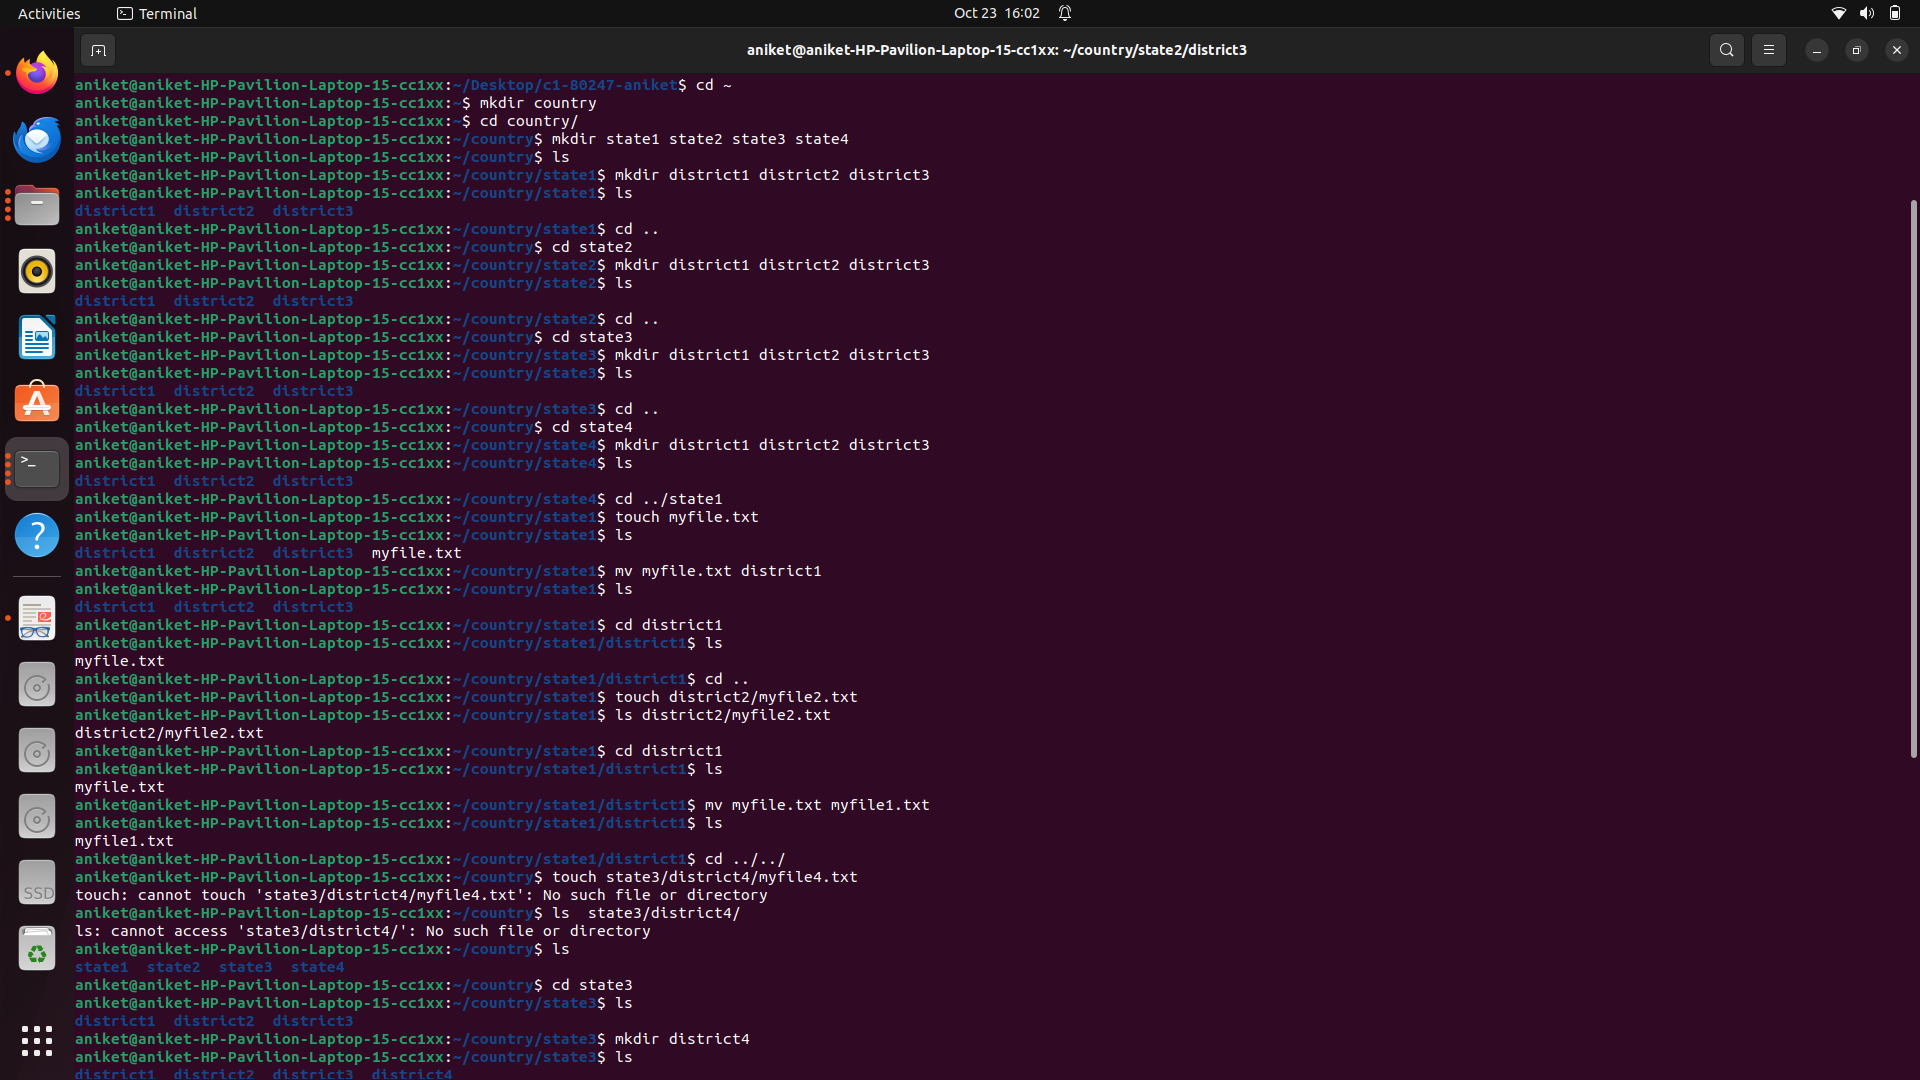 Activities Terminal Oct 23 16:02
aniket@aniket-HP-Pavilion-Laptop-15-cc1xx: ~/country/state2/district3
aniket@aniket-HP-Pavilion-Laptop-15-cc1xx:~/Desktop/c1-80247-aniket$ cd ~
aniket@aniket-HP-Pavilion-Laptop-15-cc1xx:~$ mkdir country
aniket@aniket-HP-Pavilion-Laptop-15-cc1xx:~$ cd country/
aniket@aniket-HP-Pavilion-Laptop-15-cc1xx:~/country$ mkdir state1 state2 state3 state4
aniket@aniket-HP-Pavilion-Laptop-15-cc1xx:~/country$ ls
aniket@aniket-HP-Pavilion-Laptop-15-cc1xx:~/country/state1$ mkdir district1 district2 district3
aniket@aniket-HP-Pavilion-Laptop-15-cc1xx:~/country/state1$ ls
district1  district2  district3
aniket@aniket-HP-Pavilion-Laptop-15-cc1xx:~/country/state1$ cd ..
aniket@aniket-HP-Pavilion-Laptop-15-cc1xx:~/country$ cd state2
aniket@aniket-HP-Pavilion-Laptop-15-cc1xx:~/country/state2$ mkdir district1 district2 district3
aniket@aniket-HP-Pavilion-Laptop-15-cc1xx:~/country/state2$ ls
district1  district2  district3
aniket@aniket-HP-Pavilion-Laptop-15-cc1xx:~/country/state2$ cd ..
aniket@aniket-HP-Pavilion-Laptop-15-cc1xx:~/country$ cd state3
aniket@aniket-HP-Pavilion-Laptop-15-cc1xx:~/country/state3$ mkdir district1 district2 district3
aniket@aniket-HP-Pavilion-Laptop-15-cc1xx:~/country/state3$ ls
district1  district2  district3
aniket@aniket-HP-Pavilion-Laptop-15-cc1xx:~/country/state3$ cd ..
aniket@aniket-HP-Pavilion-Laptop-15-cc1xx:~/country$ cd state4
aniket@aniket-HP-Pavilion-Laptop-15-cc1xx:~/country/state4$ mkdir district1 district2 district3
aniket@aniket-HP-Pavilion-Laptop-15-cc1xx:~/country/state4$ ls
district1  district2  district3
aniket@aniket-HP-Pavilion-Laptop-15-cc1xx:~/country/state4$ cd ../state1
aniket@aniket-HP-Pavilion-Laptop-15-cc1xx:~/country/state1$ touch myfile.txt
aniket@aniket-HP-Pavilion-Laptop-15-cc1xx:~/country/state1$ ls
district1  district2  district3  myfile.txt
aniket@aniket-HP-Pavilion-Laptop-15-cc1xx:~/country/state1$ mv myfile.txt district1
aniket@aniket-HP-Pavilion-Laptop-15-cc1xx:~/country/state1$ ls
district1  district2  district3
aniket@aniket-HP-Pavilion-Laptop-15-cc1xx:~/country/state1$ cd district1
aniket@aniket-HP-Pavilion-Laptop-15-cc1xx:~/country/state1/district1$ ls
myfile.txt
aniket@aniket-HP-Pavilion-Laptop-15-cc1xx:~/country/state1/district1$ cd ..
aniket@aniket-HP-Pavilion-Laptop-15-cc1xx:~/country/state1$ touch district2/myfile2.txt
aniket@aniket-HP-Pavilion-Laptop-15-cc1xx:~/country/state1$ ls district2/myfile2.txt
district2/myfile2.txt
aniket@aniket-HP-Pavilion-Laptop-15-cc1xx:~/country/state1$ cd district1
aniket@aniket-HP-Pavilion-Laptop-15-cc1xx:~/country/state1/district1$ ls
myfile.txt
aniket@aniket-HP-Pavilion-Laptop-15-cc1xx:~/country/state1/district1$ mv myfile.txt myfile1.txt
aniket@aniket-HP-Pavilion-Laptop-15-cc1xx:~/country/state1/district1$ ls
myfile1.txt
aniket@aniket-HP-Pavilion-Laptop-15-cc1xx:~/country/state1/district1$ cd ../../
aniket@aniket-HP-Pavilion-Laptop-15-cc1xx:~/country$ touch state3/district4/myfile4.txt
touch: cannot touch 'state3/district4/myfile4.txt': No such file or directory
aniket@aniket-HP-Pavilion-Laptop-15-cc1xx:~/country$ ls  state3/district4/
ls: cannot access 'state3/district4/': No such file or directory
aniket@aniket-HP-Pavilion-Laptop-15-cc1xx:~/country$ ls
state1  state2  state3  state4
aniket@aniket-HP-Pavilion-Laptop-15-cc1xx:~/country$ cd state3
aniket@aniket-HP-Pavilion-Laptop-15-cc1xx:~/country/state3$ ls
district1  district2  district3
aniket@aniket-HP-Pavilion-Laptop-15-cc1xx:~/country/state3$ mkdir district4
aniket@aniket-HP-Pavilion-Laptop-15-cc1xx:~/country/state3$ ls
district1  district2  district3  district4
SSD